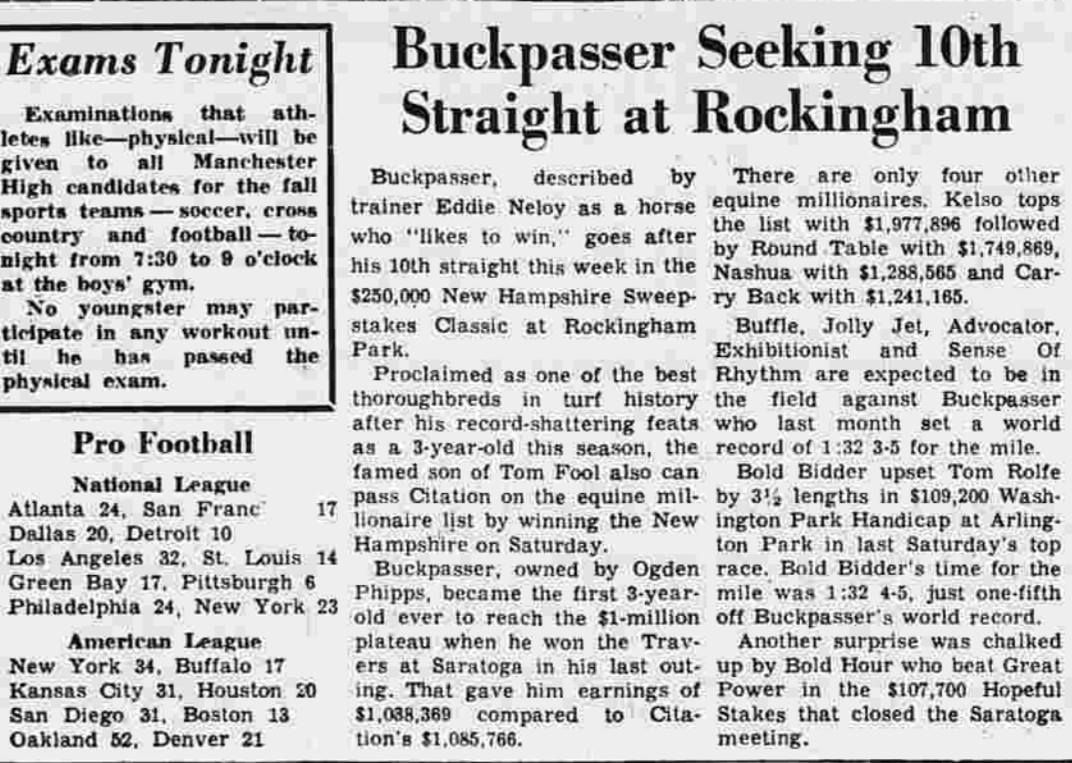 Exams Tonight
Examinations that ath-
letes like—physical—will be
given to all Manchester
High candidates for the fall
sports teams — soccer, cross
country and football — to-
night from 7:30 to 9 o'clock
at the boys' gym.
No youngster may par-
ticipate in any workout un-
til he has passed the
physical exam.
Pro Football
National League
Atlanta 24, San Franc 17
Dallas 20, Detroit 10
Los Angeles 32, St. Louis 14
Green Bay 17, Pittsburgh 6
Philadelphia 24, New York 23
American League
New York 34, Buffalo 17
Kansas City 31, Houston 20
San Diego 31, Boston 13
Oakland 52, Denver 21
Buckpasser Seeking 10th
Straight at Rockingham
Buckpasser, described by
trainer Eddie Neloy as a horse
who "likes to win," goes after
his 10th straight this week in the
$250,000 New Hampshire Sweep-
stakes Classic at Rockingham
Park.
Proclaimed as one of the best
thoroughbreds in turf history
after his record-shattering feats
as a 3-year-old this season, the
famed son of Tom Fool also can
pass Citation on the equine mil-
lionaire list by winning the New
Hampshire on Saturday.
Buckpasser, owned by Ogden
Phipps, became the first 3-year-
old ever to reach the $1-million
plateau when he won the Trav-
ers at Saratoga in his last out-
ing. That gave him earnings of
$1,038,369 compared to Cita-
tion's $1,085,766.
There are only four other
equine millionaires. Kelso tops
the list with $1,977,896 followed
by Round Table with $1,749,869,
Nashua with $1,288,565 and Car-
ry Back with $1,241,165.
Buffle, Jolly Jet, Advocator,
Exhibitionist and Sense Of
Rhythm are expected to be in
the field against Buckpasser
who last month set a world
record of 1:32 3-5 for the mile.
Bold Bidder upset Tom Rolfe
by 3½ lengths in $109,200 Wash-
ington Park Handicap at Arling-
ton Park in last Saturday's top
race. Bold Bidder's time for the
mile was 1:32 4-5, just one-fifth
off Buckpasser's world record.
Another surprise was chalked
up by Bold Hour who beat Great
Power in the $107,700 Hopeful
Stakes that closed the Saratoga
meeting.